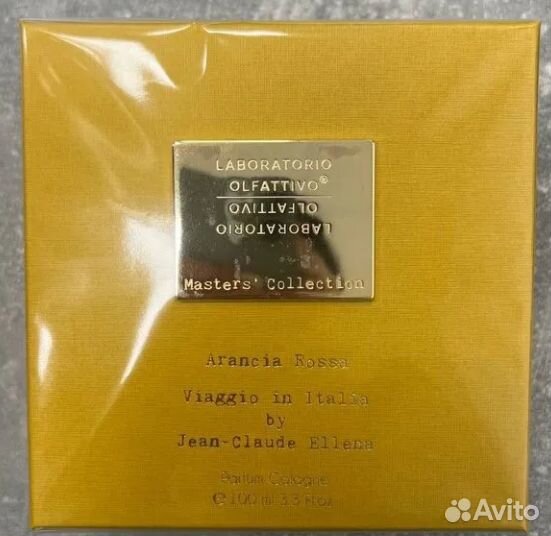 LABORATORIO
OLFATTIVO®
OLFATTIVO
LABORATORIO
Masters' Collection
Arancia Rossa
Viaggio in Italia
by
Jean-Claude Ellena
Parfum Cologne
℮ 100 ml 3.3 fl oz
Avito